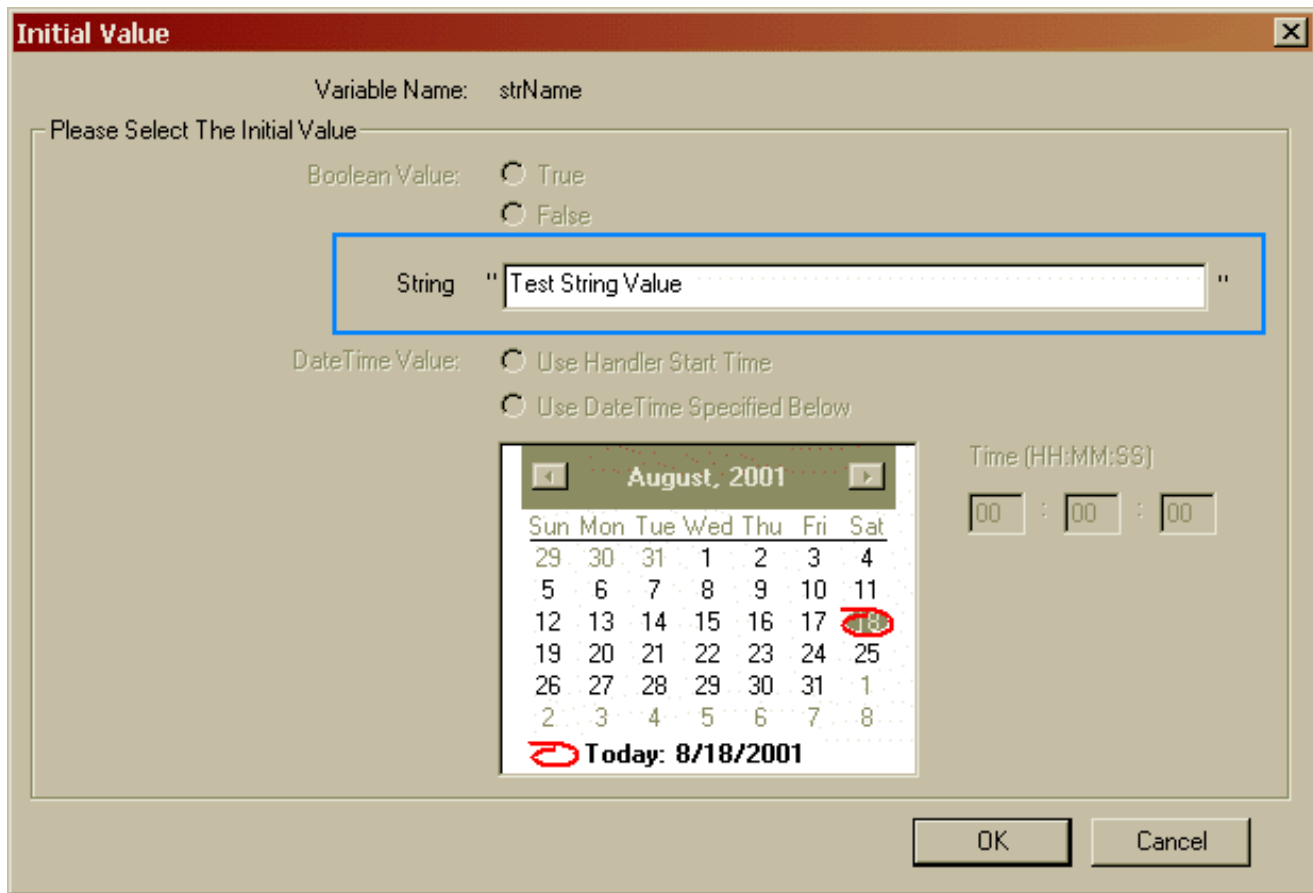 Initial Value
Variable Name: strName
Please Select The Initial Value
Boolean Value: True
False
String " Test String Value "
DateTime Value: Use Handler Start Time
Use DateTime Specified Below
August, 2001
Time (HH:MM:SS)
00 : 00 : 00
Sun Mon Tue Wed Thu Fri Sat
29 30 31 1 2 3 4
5 6 7 8 9 10 11
12 13 14 15 16 17 18
19 20 21 22 23 24 25
26 27 28 29 30 31 1
2 3 4 5 6 7 8
Today: 8/18/2001
OK Cancel